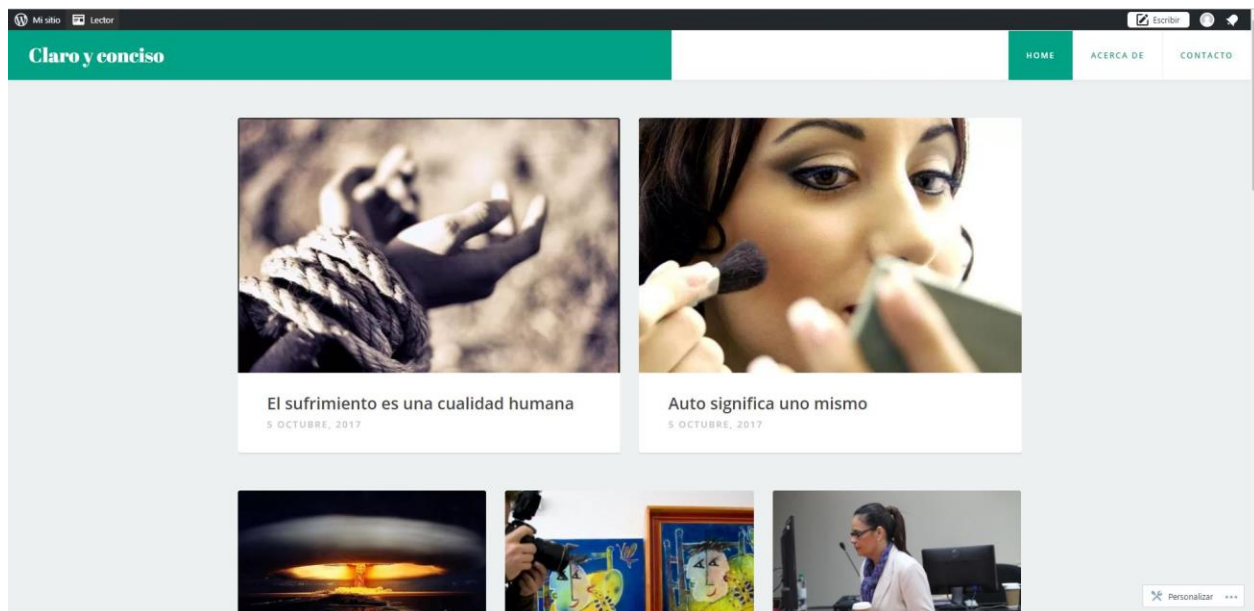 Mi sitio Lector Escribir
Claro y conciso HOME ACERCA DE CONTACTO
El sufrimiento es una cualidad humana
5 OCTUBRE, 2017
Auto significa uno mismo
5 OCTUBRE, 2017
Personalizar